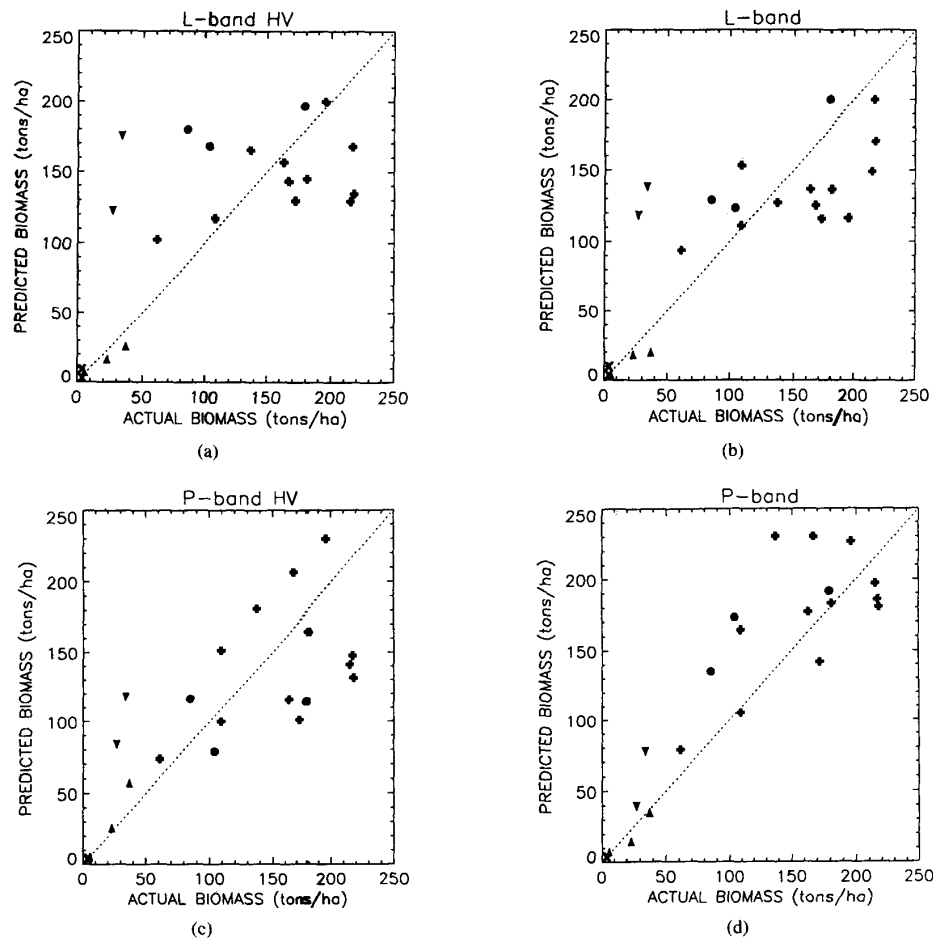 L-band HV
250
200
150
100
50
0
PREDICTED BIOMASS (tons/ha)
0 50 100 150 200 250
ACTUAL BIOMASS (tons/ha)
(a)
L-band
250
200
150
100
50
0
PREDICTED BIOMASS (tons/ha)
0 50 100 150 200 250
ACTUAL BIOMASS (tons/ha)
(b)
P-band HV
250
200
150
100
50
0
PREDICTED BIOMASS (tons/ha)
0 50 100 150 200 250
ACTUAL BIOMASS (tons/ha)
(c)
P-band
250
200
150
100
50
0
PREDICTED BIOMASS (tons/ha)
0 50 100 150 200 250
ACTUAL BIOMASS (tons/ha)
(d)